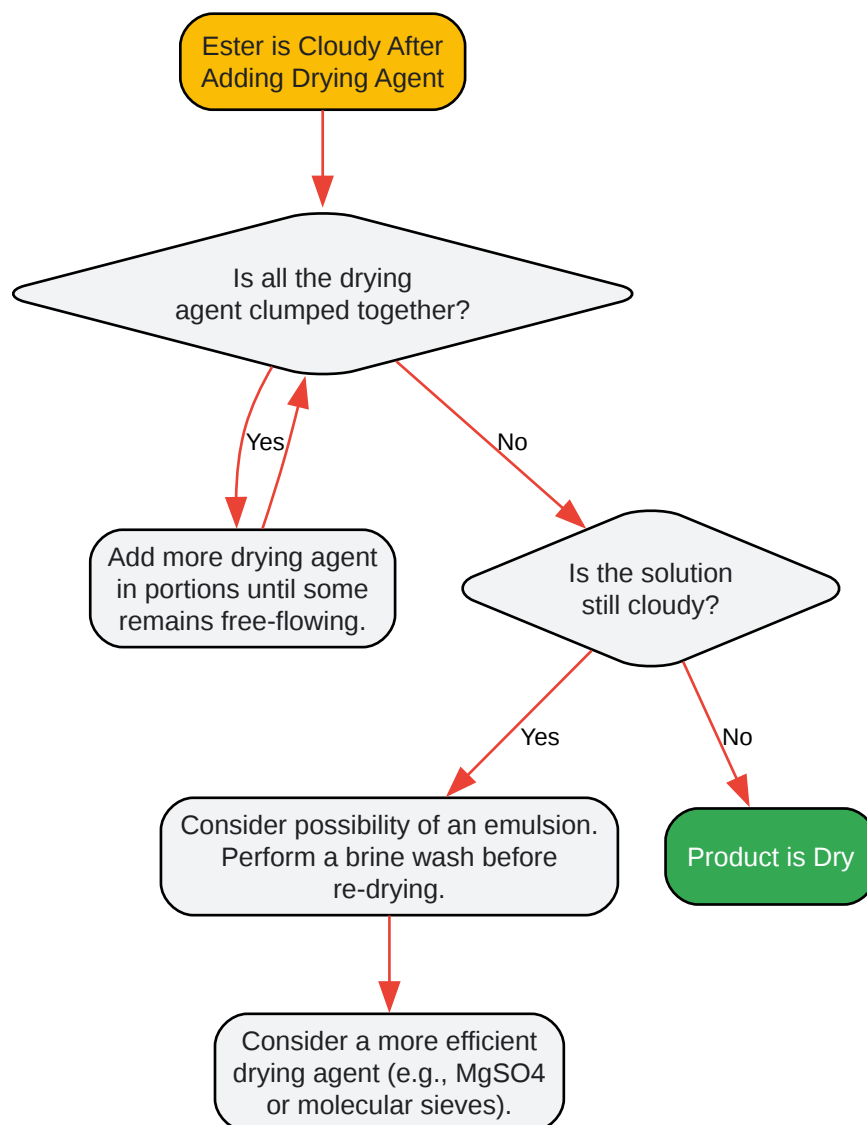 Ester is Cloudy After
Adding Drying Agent
Is all the drying
agent clumped together?
Yes
No
Add more drying agent
in portions until some
remains free-flowing.
Is the solution
still cloudy?
Yes
No
Consider possibility of an emulsion.
Perform a brine wash before
re-drying.
Product is Dry
Consider a more efficient
drying agent (e.g., MgSO4
or molecular sieves).